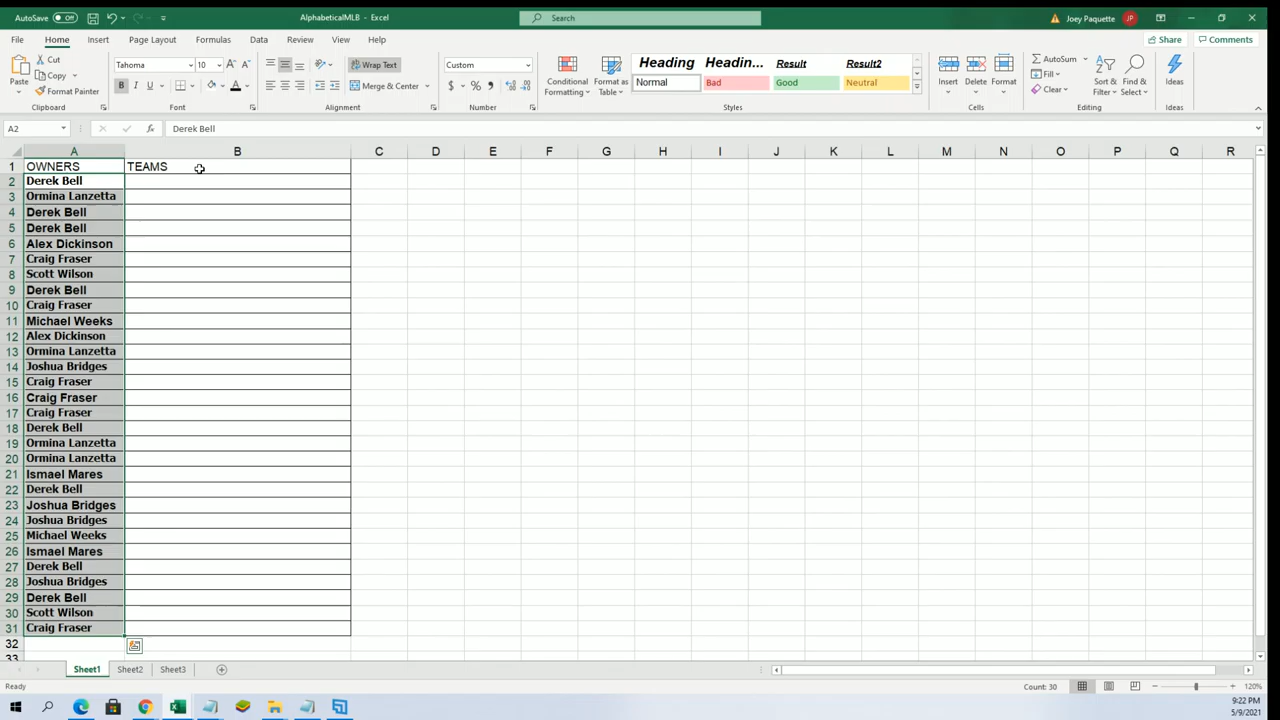 AutoSave Off AlphabeticalMLB - Excel Search Joey Paquette JP
File Home Insert Page Layout Formulas Data Review View Help Share Comments
Paste Cut Copy Format Painter Clipboard
Tahoma 10 A A B I U A Font
Wrap Text Merge & Center Alignment
Custom $ % Number
Conditional Formatting Format as Table
Heading Headin... Result Result2
Normal Bad Good Neutral
Styles
Insert Delete Format Cells
AutoSum Fill Clear Sort & Filter Find & Select Editing
Ideas Ideas
A2 fx Derek Bell
A B C D E F G H I J K L M N O P Q R
1 OWNERS TEAMS
2 Derek Bell
3 Ormina Lanzetta
4 Derek Bell
5 Derek Bell
6 Alex Dickinson
7 Craig Fraser
8 Scott Wilson
9 Derek Bell
10 Craig Fraser
11 Michael Weeks
12 Alex Dickinson
13 Ormina Lanzetta
14 Joshua Bridges
15 Craig Fraser
16 Craig Fraser
17 Craig Fraser
18 Derek Bell
19 Ormina Lanzetta
20 Ormina Lanzetta
21 Ismael Mares
22 Derek Bell
23 Joshua Bridges
24 Joshua Bridges
25 Michael Weeks
26 Ismael Mares
27 Derek Bell
28 Joshua Bridges
29 Derek Bell
30 Scott Wilson
31 Craig Fraser
32
33
Sheet1 Sheet2 Sheet3
Ready Count: 30 120%
9:22 PM
5/9/2021